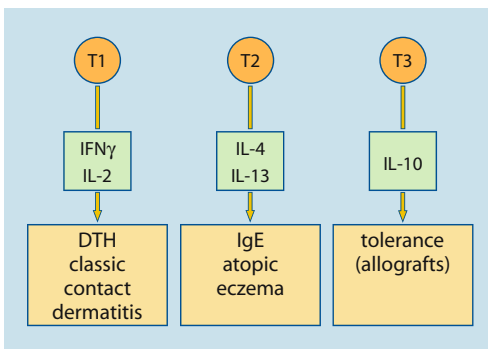 T1
T2
T3
IFNγ
IL-2
IL-4
IL-13
IL-10
DTH
classic
contact
dermatitis
IgE
atopic
eczema
tolerance
(allografts)